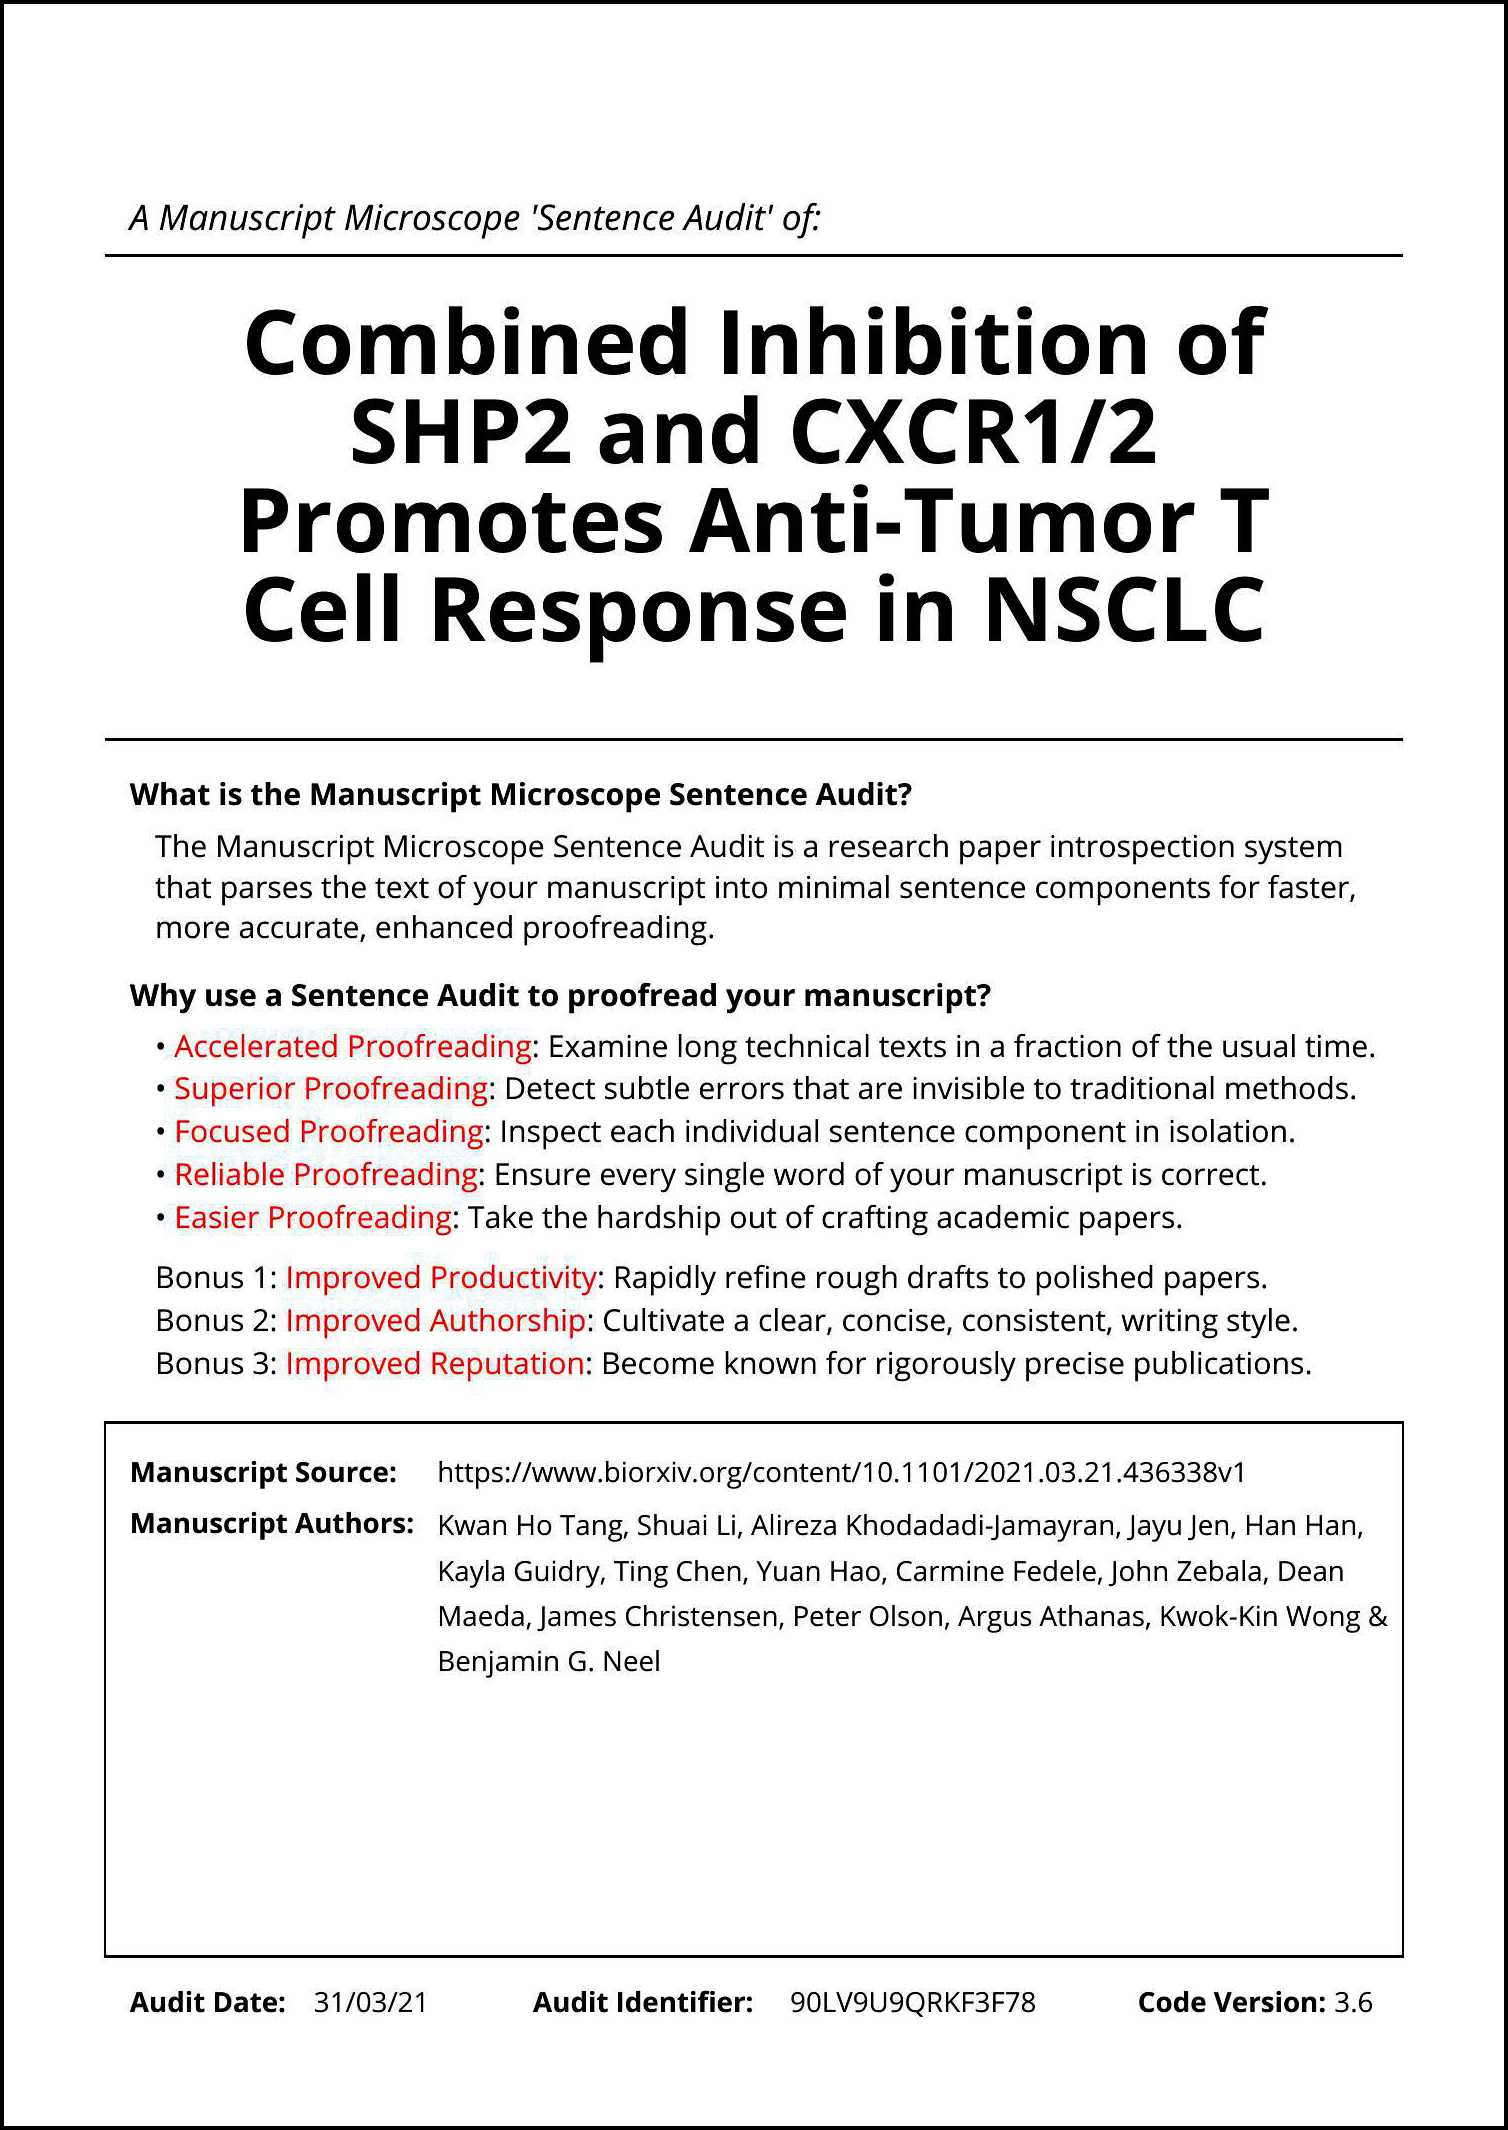 A Manuscript Microscope 'Sentence Audit' of:
Combined Inhibition of
SHP2 and CXCR1/2
Promotes Anti-Tumor T
Cell Response in NSCLC
What is the Manuscript Microscope Sentence Audit?
The Manuscript Microscope Sentence Audit is a research paper introspection system
that parses the text of your manuscript into minimal sentence components for faster,
more accurate, enhanced proofreading.
Why use a Sentence Audit to proofread your manuscript?
• Accelerated Proofreading: Examine long technical texts in a fraction of the usual time.
• Superior Proofreading: Detect subtle errors that are invisible to traditional methods.
• Focused Proofreading: Inspect each individual sentence component in isolation.
• Reliable Proofreading: Ensure every single word of your manuscript is correct.
• Easier Proofreading: Take the hardship out of crafting academic papers.
Bonus 1: Improved Productivity: Rapidly refine rough drafts to polished papers.
Bonus 2: Improved Authorship: Cultivate a clear, concise, consistent, writing style.
Bonus 3: Improved Reputation: Become known for rigorously precise publications.
Manuscript Source: https://www.biorxiv.org/content/10.1101/2021.03.21.436338v1
Manuscript Authors: Kwan Ho Tang, Shuai Li, Alireza Khodadadi-Jamayran, Jayu Jen, Han Han,
Kayla Guidry, Ting Chen, Yuan Hao, Carmine Fedele, John Zebala, Dean
Maeda, James Christensen, Peter Olson, Argus Athanas, Kwok-Kin Wong &
Benjamin G. Neel
Audit Date: 31/03/21 Audit Identifier: 90LV9U9QRKF3F78 Code Version: 3.6